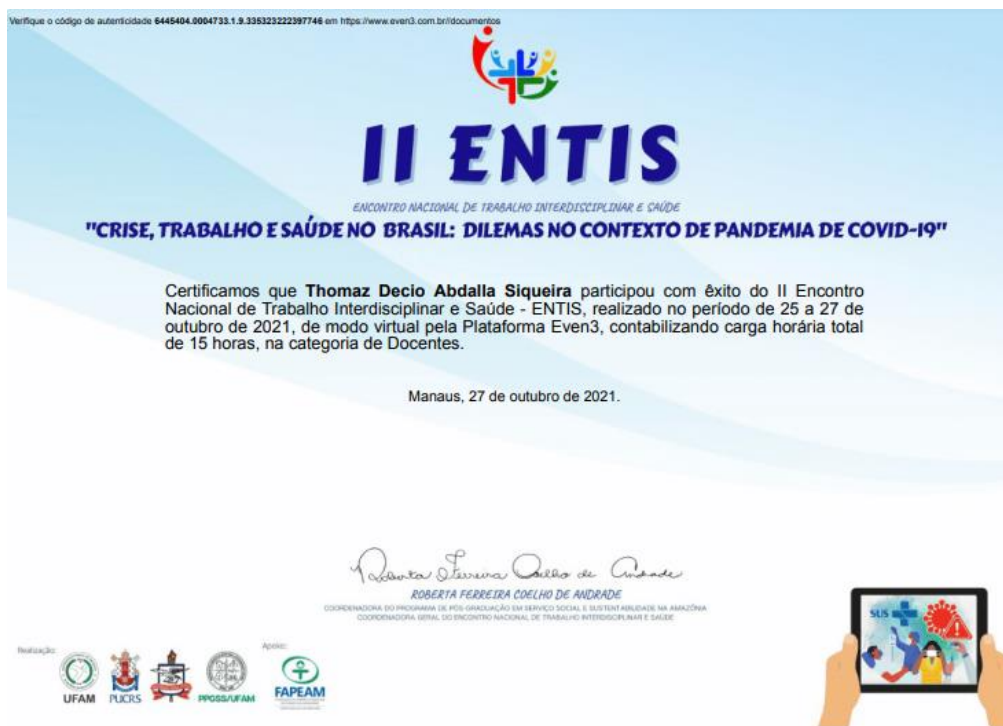 Verifique o código de autenticidade 6445404.0004733.1.9.335323222397746 em https://www.even3.com.br//documentos
II ENTIS
ENCONTRO NACIONAL DE TRABALHO INTERDISCIPLINAR E SAÚDE
"CRISE, TRABALHO E SAÚDE NO BRASIL: DILEMAS NO CONTEXTO DE PANDEMIA DE COVID-19"
Certificamos que Thomaz Decio Abdalla Siqueira participou com êxito do II Encontro
Nacional de Trabalho Interdisciplinar e Saúde - ENTIS, realizado no período de 25 a 27 de
outubro de 2021, de modo virtual pela Plataforma Even3, contabilizando carga horária total
de 15 horas, na categoria de Docentes.
Manaus, 27 de outubro de 2021.
Roberta Ferreira Coelho de Andrade
ROBERTA FERREIRA COELHO DE ANDRADE
COORDENADORA DO PROGRAMA DE PÓS-GRADUAÇÃO EM SERVIÇO SOCIAL E SUSTENTABILIDADE NA AMAZÔNIA
COORDENADORA GERAL DO ENCONTRO NACIONAL DE TRABALHO INTERDISCIPLINAR E SAÚDE
SUS
Realização:
Apoio:
UFAM
PUCRS
PPGSS/UFAM
FAPEAM